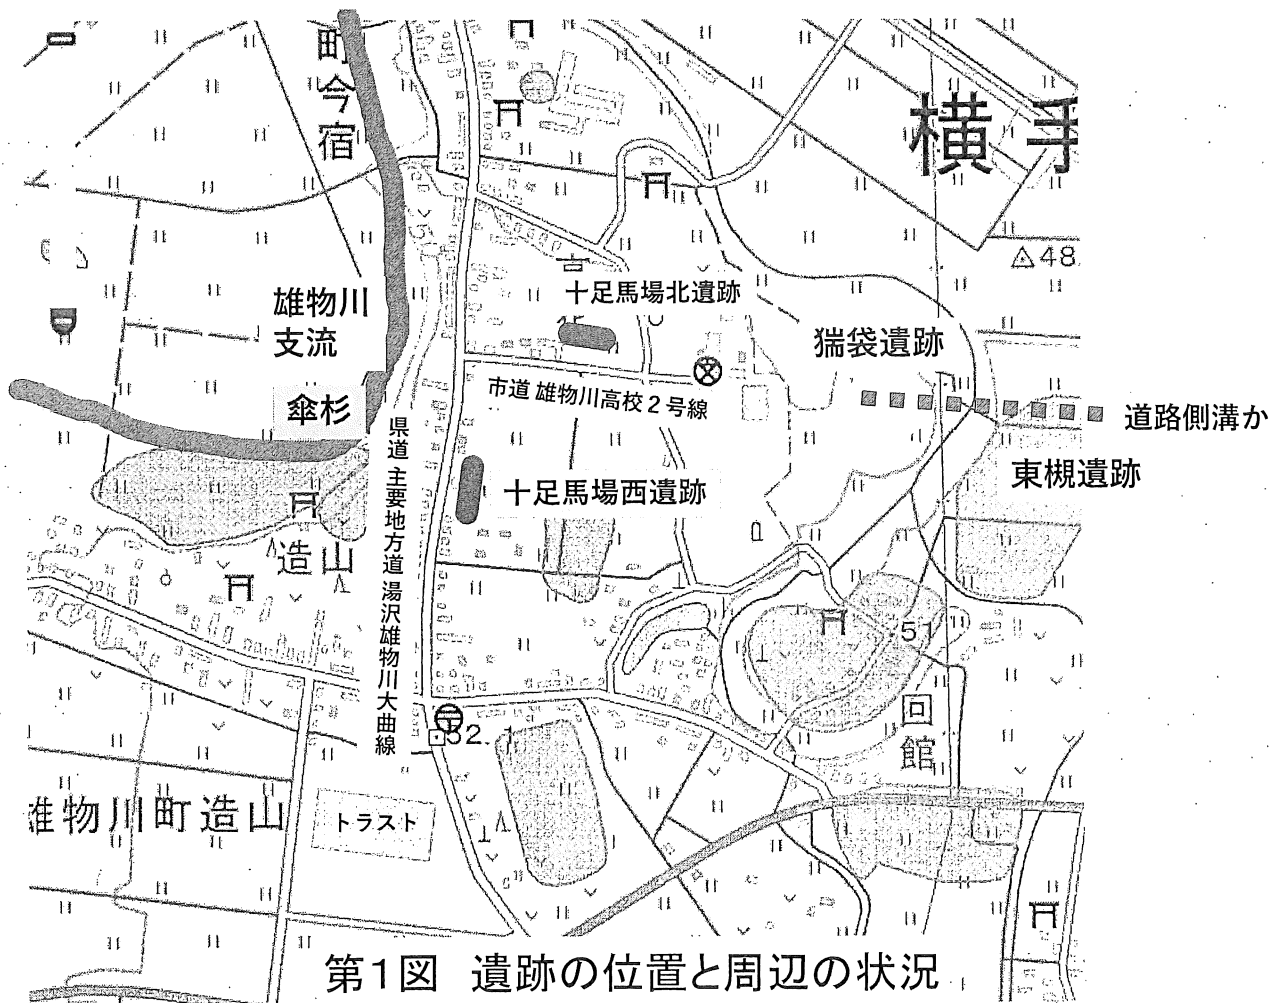 町今宿
横手
48
十足馬場北遺跡
雄物川
支流
猯袋遺跡
市道 雄物川高校2号線
傘杉
道路側溝か
県道 主要地方道 湯沢雄物川大曲線
東槻遺跡
十足馬場西遺跡
造山
51
回館
52.1
雄物川町造山
トラスト
第1図 遺跡の位置と周辺の状況